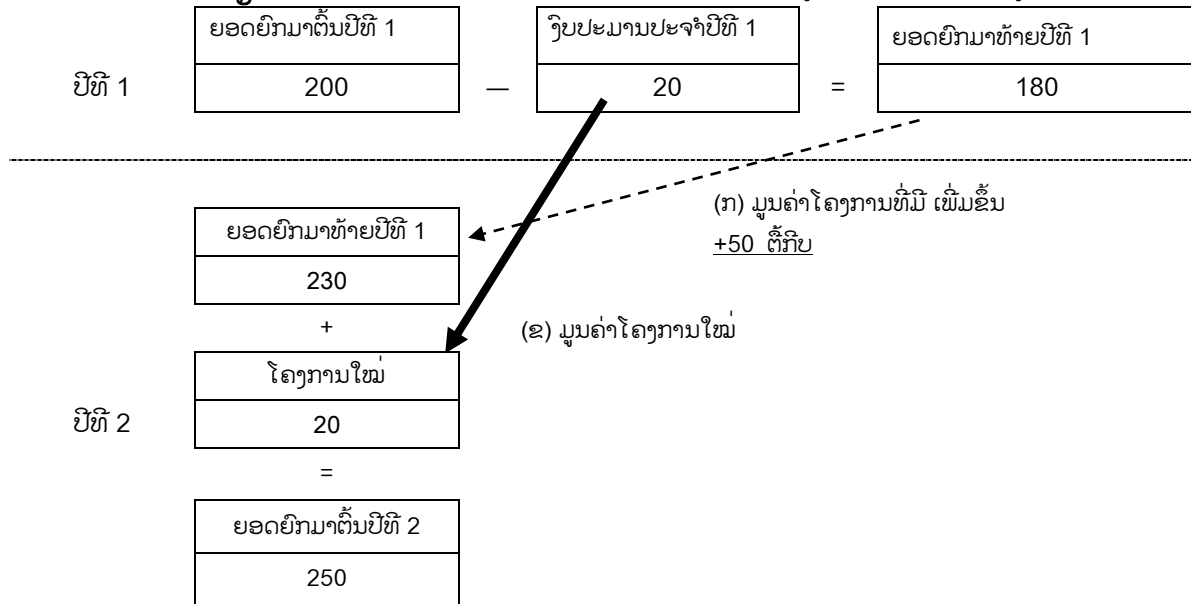 ຍອດຍົກມາຕົ້ນປີທີ 1
ງົບປະມານປະຈຳປີທີ 1
ຍອດຍົກມາທ້າຍປີທີ 1
ປີທີ 1
200
—
20
=
180
(ກ) ມູນຄ່າໂຄງການທີ່ມີ ເພີ່ມຂຶ້ນ
+50 ຕື້ກີບ
ຍອດຍົກມາທ້າຍປີທີ 1
230
+
(ຂ) ມູນຄ່າໂຄງການໃໝ່
ໂຄງການໃໝ່
ປີທີ 2
20
=
ຍອດຍົກມາຕົ້ນປີທີ 2
250